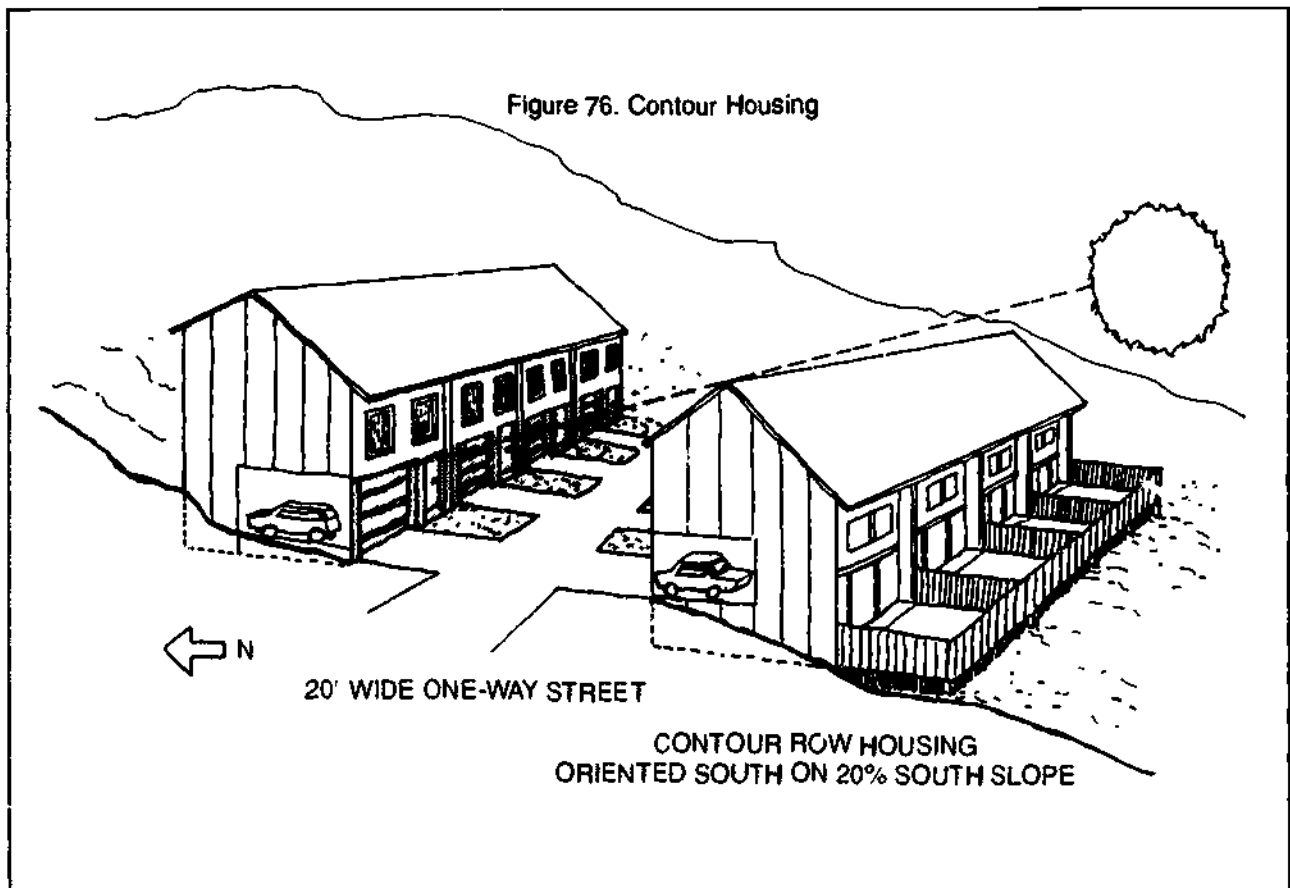 Figure 76. Contour Housing
N
20' WIDE ONE-WAY STREET
CONTOUR ROW HOUSING
ORIENTED SOUTH ON 20% SOUTH SLOPE